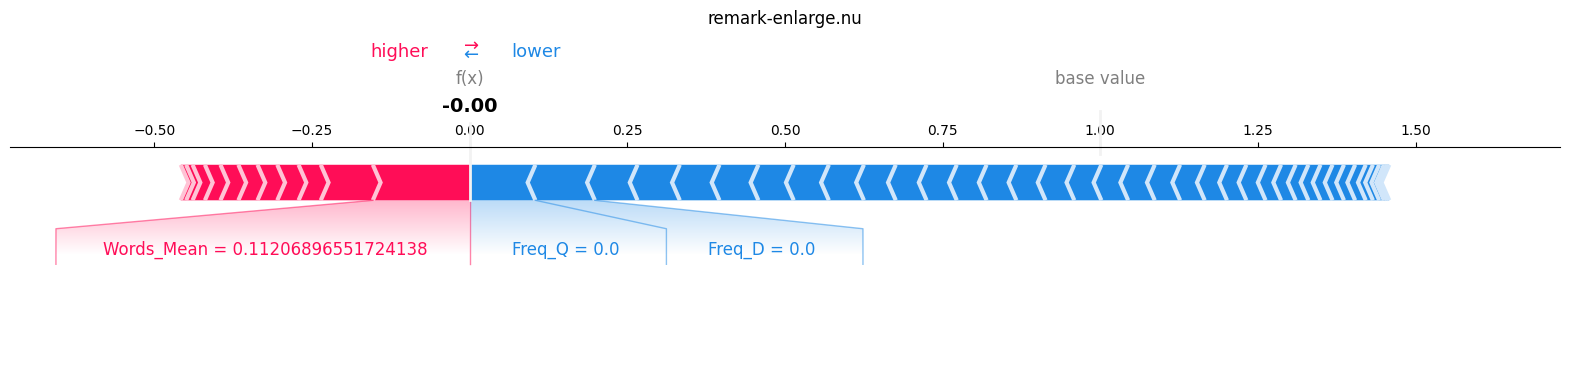 remark-enlarge.nu
higher ⇄ lower
f(x) base value
-0.00
−0.50 −0.25 0.00 0.25 0.50 0.75 1.00 1.25 1.50
Words_Mean = 0.11206896551724138 Freq_Q = 0.0 Freq_D = 0.0